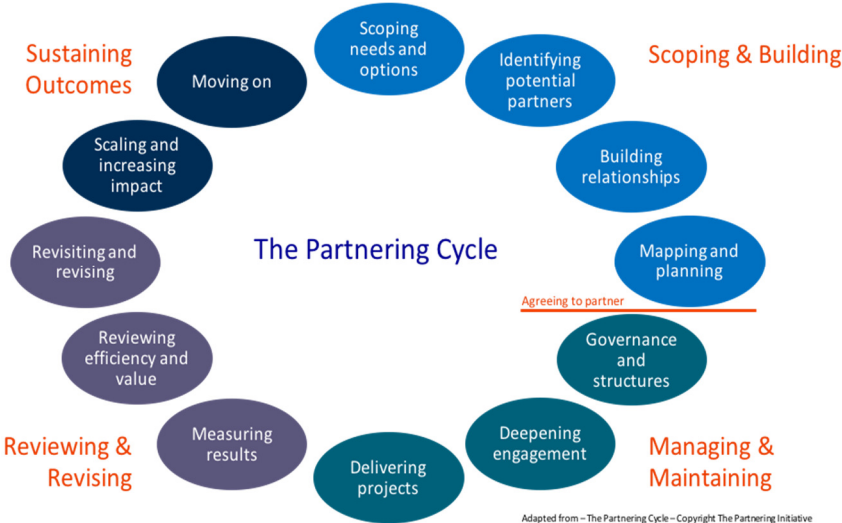 The Partnering Cycle
Scoping & Building
Scoping
needs and
options
Identifying
potential
partners
Building
relationships
Mapping and
planning
Agreeing to partner
Managing &
Maintaining
Governance
and
structures
Deepening
engagement
Delivering
projects
Reviewing &
Revising
Measuring
results
Reviewing
efficiency and
value
Revisiting and
revising
Sustaining
Outcomes
Scaling and
increasing
impact
Moving on
Adapted from – The Partnering Cycle – Copyright The Partnering Initiative